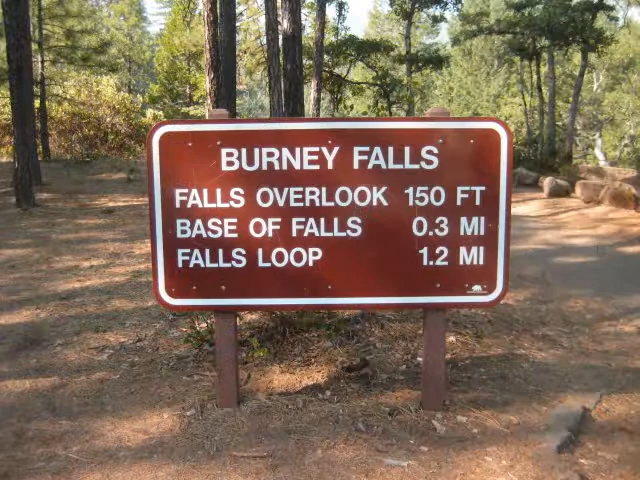 BURNEY FALLS
FALLS OVERLOOK 150 FT
BASE OF FALLS 0.3 MI
FALLS LOOP 1.2 MI